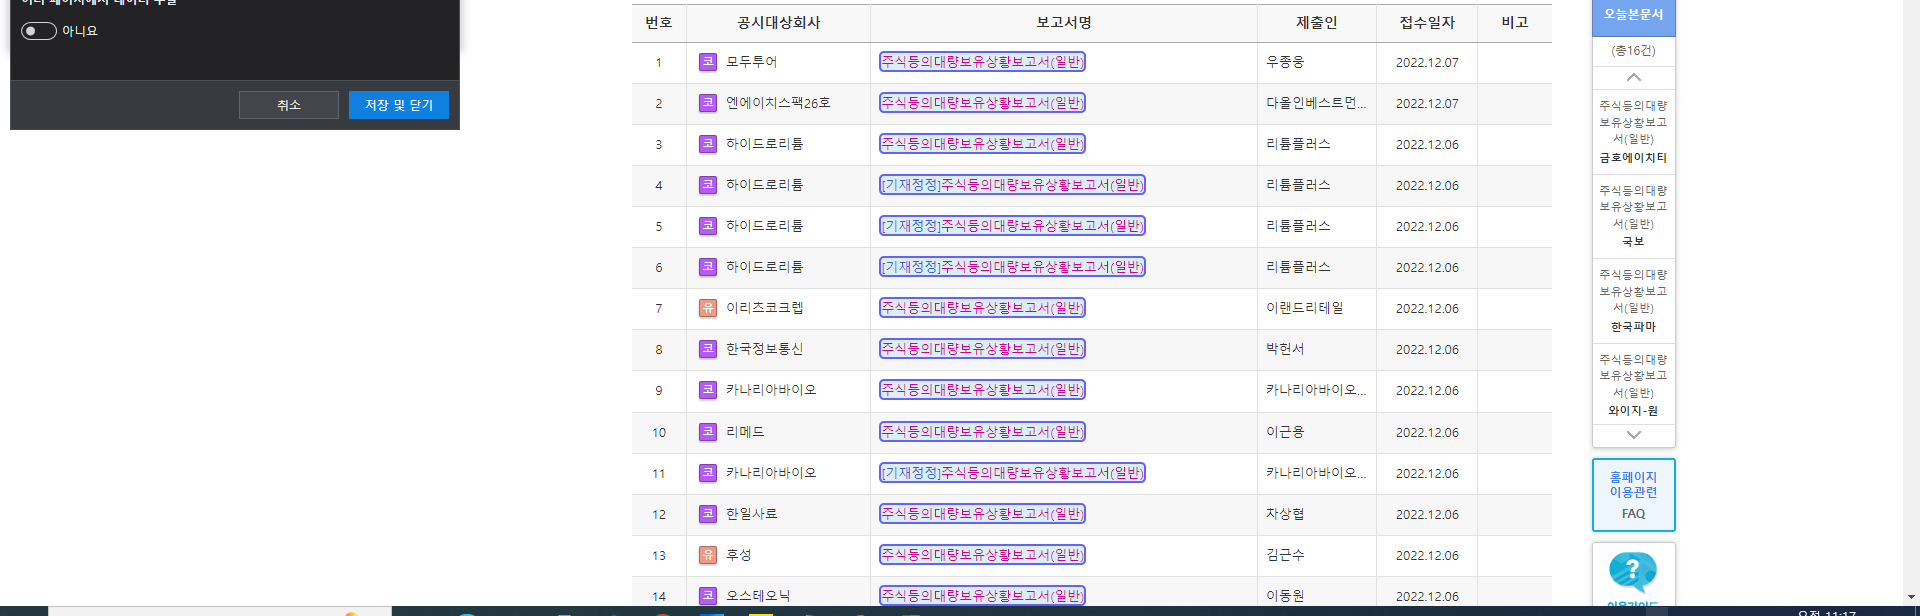 아니요
취소 저장 및 닫기
번호 공시대상회사 보고서명 제출인 접수일자 비고
1 코 모두투어 주식등의대량보유상황보고서(일반) 우종웅 2022.12.07
2 코 엔에이치스팩26호 주식등의대량보유상황보고서(일반) 다올인베스트먼... 2022.12.07
3 코 하이드로리튬 주식등의대량보유상황보고서(일반) 리튬플러스 2022.12.06
4 코 하이드로리튬 [기재정정]주식등의대량보유상황보고서(일반) 리튬플러스 2022.12.06
5 코 하이드로리튬 [기재정정]주식등의대량보유상황보고서(일반) 리튬플러스 2022.12.06
6 코 하이드로리튬 [기재정정]주식등의대량보유상황보고서(일반) 리튬플러스 2022.12.06
7 유 이리츠코크렙 주식등의대량보유상황보고서(일반) 이랜드리테일 2022.12.06
8 코 한국정보통신 주식등의대량보유상황보고서(일반) 박헌서 2022.12.06
9 코 카나리아바이오 주식등의대량보유상황보고서(일반) 카나리아바이오... 2022.12.06
10 코 리메드 주식등의대량보유상황보고서(일반) 이근용 2022.12.06
11 코 카나리아바이오 [기재정정]주식등의대량보유상황보고서(일반) 카나리아바이오... 2022.12.06
12 코 한일사료 주식등의대량보유상황보고서(일반) 차상협 2022.12.06
13 유 후성 주식등의대량보유상황보고서(일반) 김근수 2022.12.06
14 코 오스테오닉 주식등의대량보유상황보고서(일반) 이동원 2022.12.06
오늘본문서
(총16건)
주식등의대량
보유상황보고
서(일반)
금호에이치티
주식등의대량
보유상황보고
서(일반)
국보
주식등의대량
보유상황보고
서(일반)
한국파마
주식등의대량
보유상황보고
서(일반)
와이지-원
홈페이지
이용관련
FAQ
?